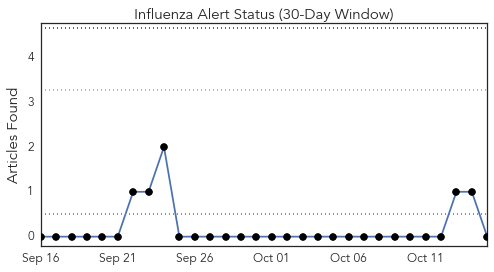 Influenza Alert Status (30-Day Window)
Articles Found
4
3
2
1
0
Sep 16 Sep 21 Sep 26 Oct 01 Oct 06 Oct 11